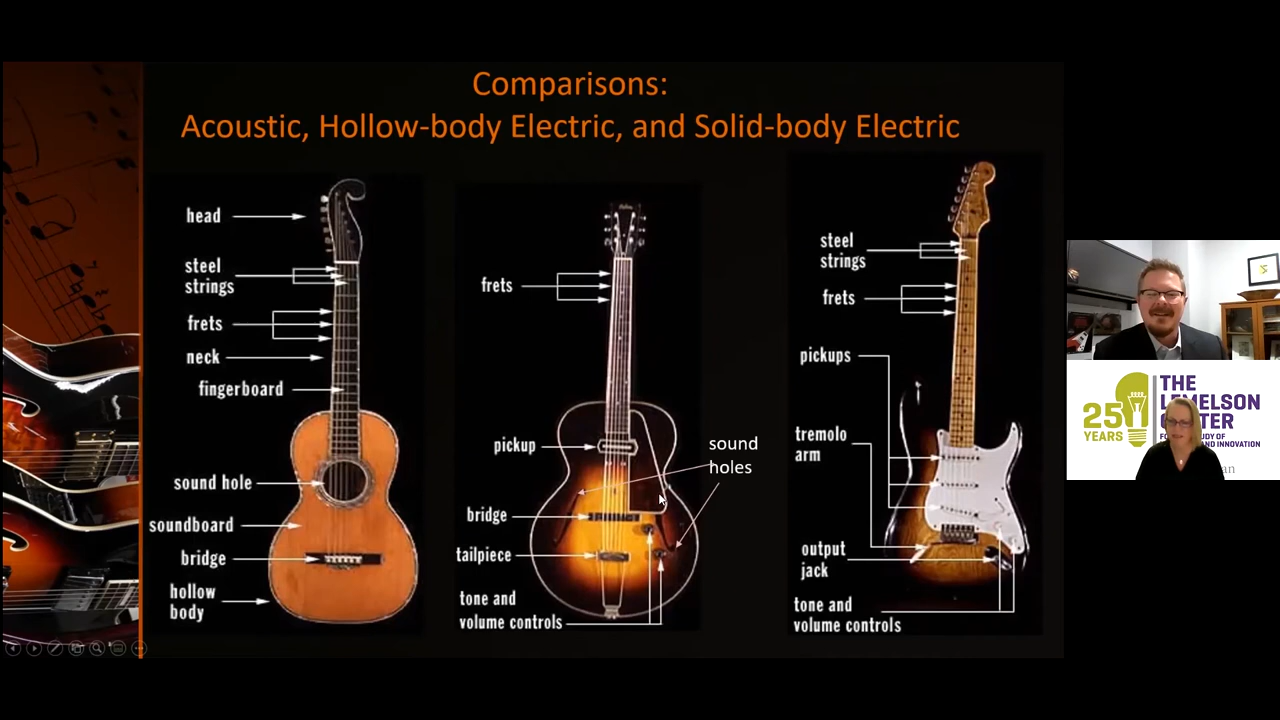 Comparisons:
Acoustic, Hollow-body Electric, and Solid-body Electric
head
steel
strings
frets
neck
fingerboard
sound hole
soundboard
bridge
hollow
body
frets
pickup
sound
holes
bridge
tailpiece
tone and
volume controls
steel
strings
frets
pickups
tremolo
arm
output
jack
tone and
volume controls
25
YEARS
THE
AND INNOVATION